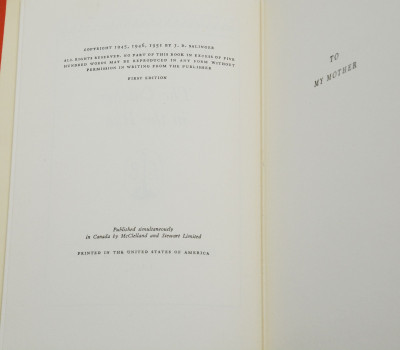 COPYRIGHT 1945, 1946, 1951 BY J. D. SALINGER
ALL RIGHTS RESERVED, NO PART OF THIS BOOK IN EXCESS OF FIVE
HUNDRED WORDS MAY BE REPRODUCED IN ANY FORM WITHOUT
PERMISSION IN WRITING FROM THE PUBLISHER
FIRST EDITION
Published simultaneously
in Canada by McClelland and Stewart Limited
PRINTED IN THE UNITED STATES OF AMERICA
TO
MY MOTHER